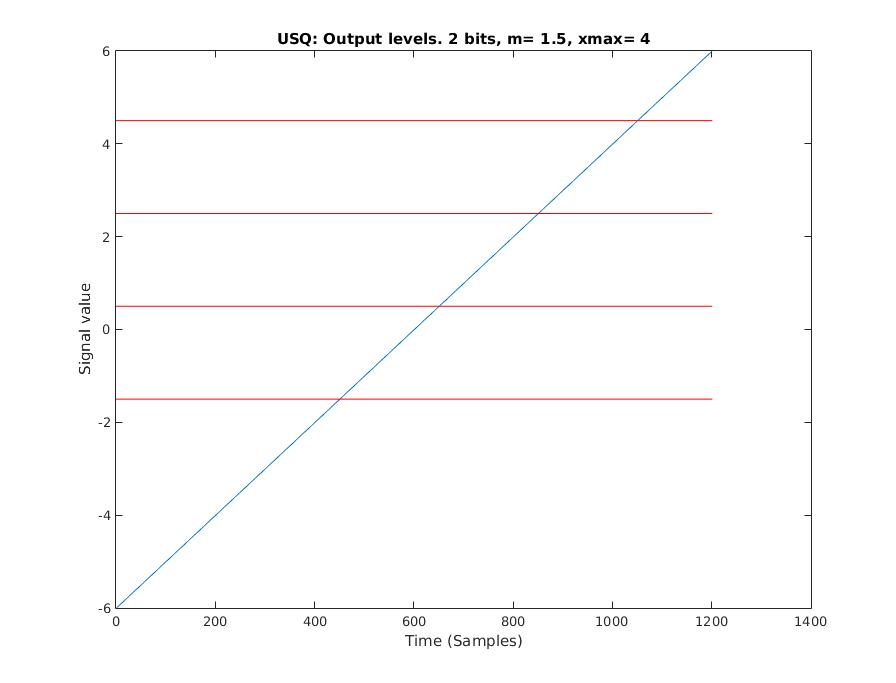 USQ: Output levels. 2 bits, m= 1.5, xmax= 4
6
4
2
0
-2
-4
-6
Signal value
0 200 400 600 800 1000 1200 1400
Time (Samples)